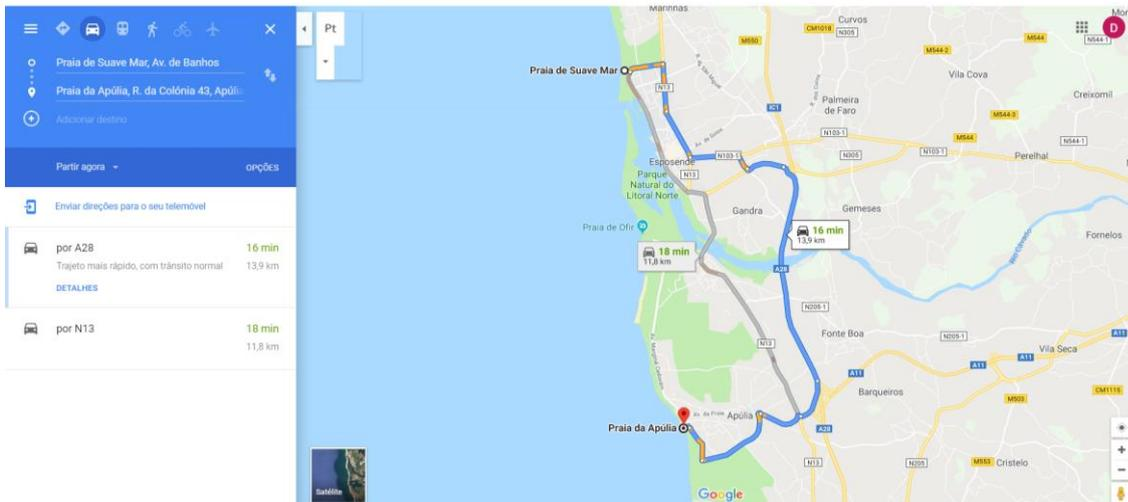 Praia de Suave Mar, Av. de Banhos
Praia da Apúlia, R. da Colónia 43, Apúlia
Adicionar destino
Partir agora
OPÇÕES
Enviar direções para o seu telemóvel
por A28
16 min
Trajeto mais rápido, com trânsito normal
13,9 km
DETALHES
por N13
18 min
11,8 km
Pt
D
Marinhas
Curvos
CM1018
N305
M550
M544-2
M544
N544-1
Praia de Suave Mar
Vila Cova
N13
IC1
Palmeira
de Faro
Creixomil
M544-3
N103-1
M544
N544-1
Esposende
N103-1
N305
N103-1
Perelhal
Parque
Natural do
Litoral Norte
N13
Gandra
Gemeses
Praia de Ofir
16 min
13,9 km
Fornelos
18 min
11,8 km
Rio Cávado
A28
N205-1
Fonte Boa
N205-1
A11
N13
Vila Seca
A11
A11
Barqueiros
M503
CM1116
Av. da Praia
Apúlia
Praia da Apúlia
A28
N13
N205
M553
Cristelo
Satélite
Google